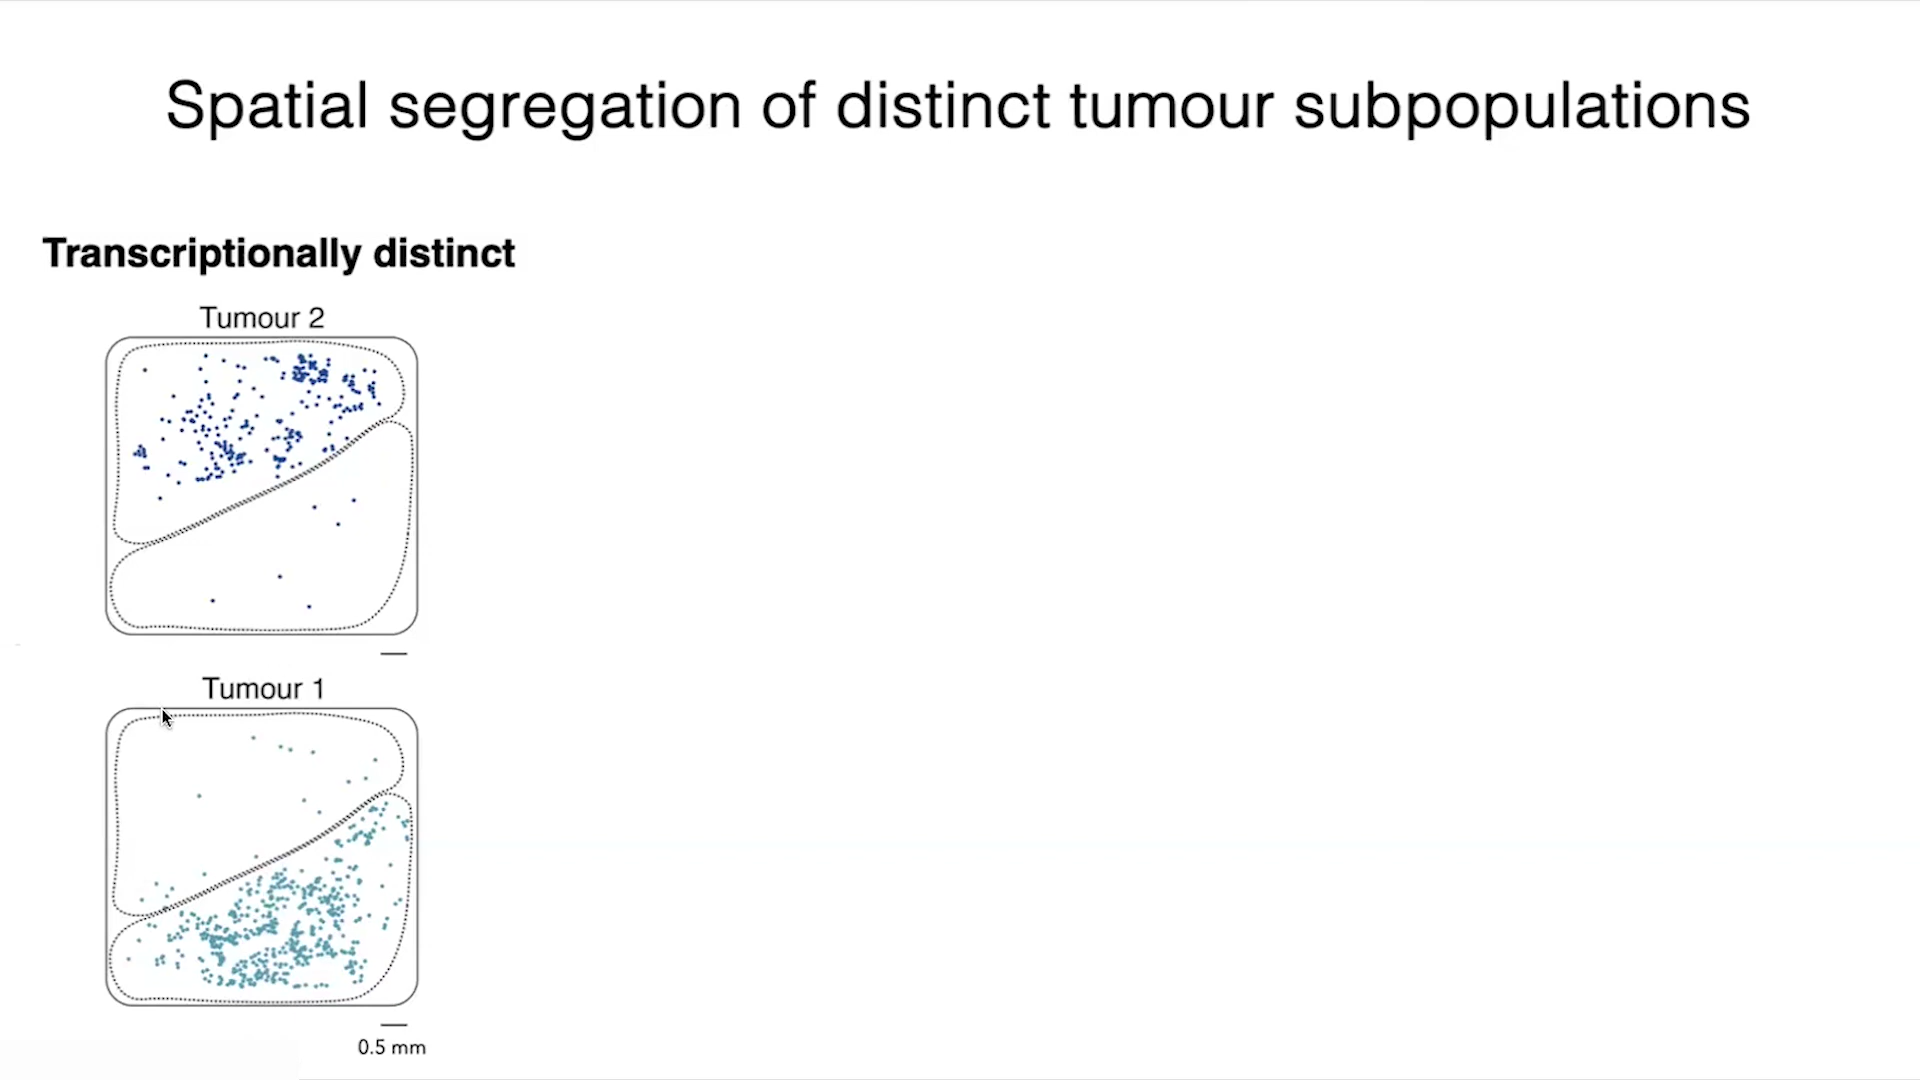 Spatial segregation of distinct tumour subpopulations
Transcriptionally distinct
Tumour 2
Tumour 1
0.5 mm